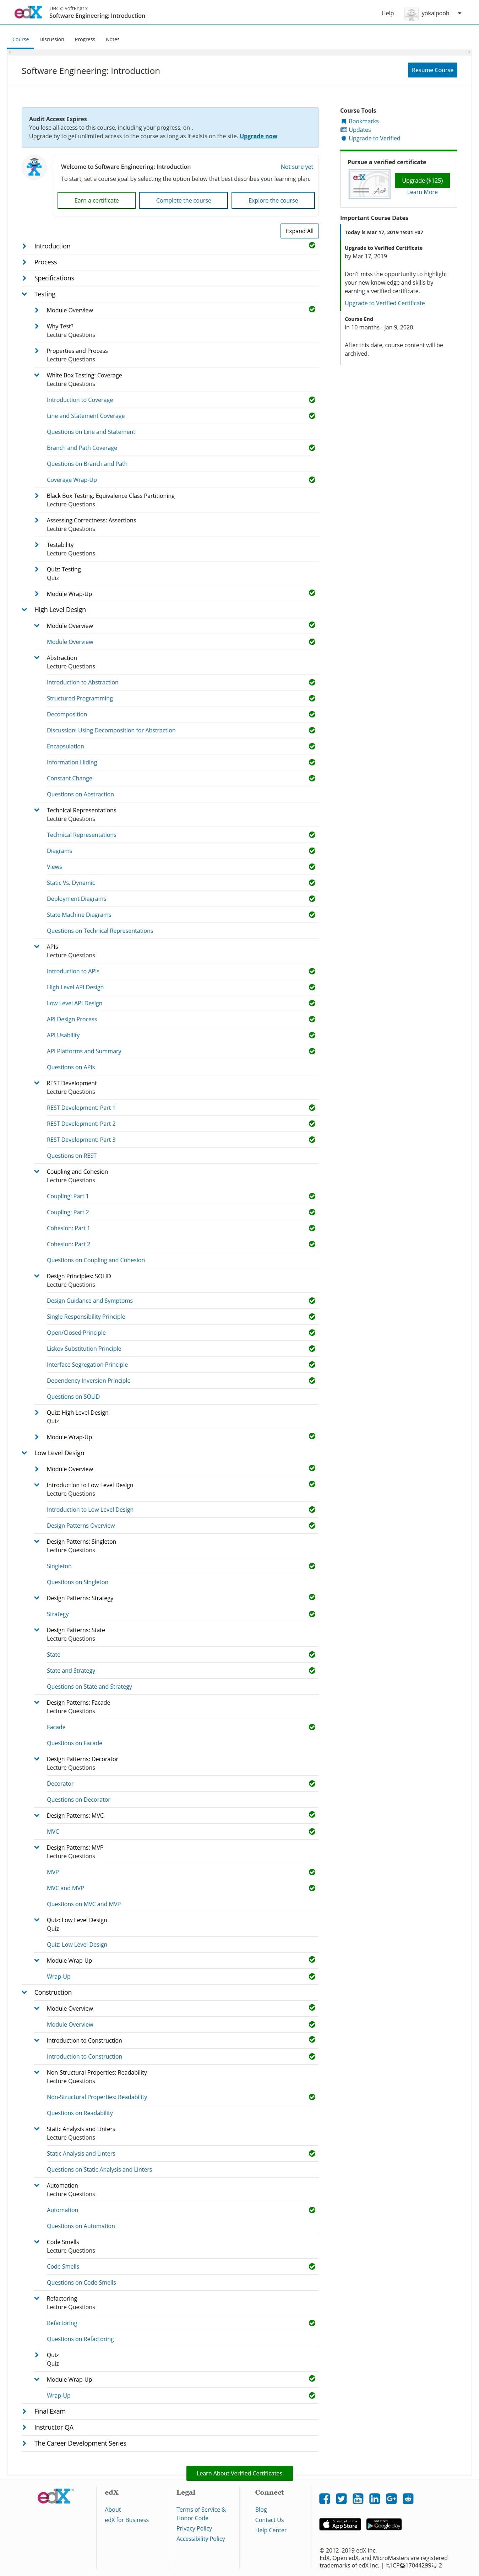 edX
UBCx: SoftEng1x
Software Engineering: Introduction
Help
yokaipooh
Course
Discussion
Progress
Notes
Software Engineering: Introduction
Resume Course
Audit Access Expires
You lose all access to this course, including your progress, on .
Upgrade by to get unlimited access to the course as long as it exists on the site. Upgrade now
Welcome to Software Engineering: Introduction
Not sure yet
To start, set a course goal by selecting the option below that best describes your learning plan.
Earn a certificate
Complete the course
Explore the course
Expand All
Introduction
Process
Specifications
Testing
Module Overview
Why Test?
Lecture Questions
Properties and Process
Lecture Questions
White Box Testing: Coverage
Lecture Questions
Introduction to Coverage
Line and Statement Coverage
Questions on Line and Statement
Branch and Path Coverage
Questions on Branch and Path
Coverage Wrap-Up
Black Box Testing: Equivalence Class Partitioning
Lecture Questions
Assessing Correctness: Assertions
Lecture Questions
Testability
Lecture Questions
Quiz: Testing
Quiz
Module Wrap-Up
High Level Design
Module Overview
Module Overview
Abstraction
Lecture Questions
Introduction to Abstraction
Structured Programming
Decomposition
Discussion: Using Decomposition for Abstraction
Encapsulation
Information Hiding
Constant Change
Questions on Abstraction
Technical Representations
Lecture Questions
Technical Representations
Diagrams
Views
Static Vs. Dynamic
Deployment Diagrams
State Machine Diagrams
Questions on Technical Representations
APIs
Lecture Questions
Introduction to APIs
High Level API Design
Low Level API Design
API Design Process
API Usability
API Platforms and Summary
Questions on APIs
REST Development
Lecture Questions
REST Development: Part 1
REST Development: Part 2
REST Development: Part 3
Questions on REST
Coupling and Cohesion
Lecture Questions
Coupling: Part 1
Coupling: Part 2
Cohesion: Part 1
Cohesion: Part 2
Questions on Coupling and Cohesion
Design Principles: SOLID
Lecture Questions
Design Guidance and Symptoms
Single Responsibility Principle
Open/Closed Principle
Liskov Substitution Principle
Interface Segregation Principle
Dependency Inversion Principle
Questions on SOLID
Quiz: High Level Design
Quiz
Module Wrap-Up
Low Level Design
Module Overview
Introduction to Low Level Design
Lecture Questions
Introduction to Low Level Design
Design Patterns Overview
Design Patterns: Singleton
Lecture Questions
Singleton
Questions on Singleton
Design Patterns: Strategy
Strategy
Design Patterns: State
Lecture Questions
State
State and Strategy
Questions on State and Strategy
Design Patterns: Facade
Lecture Questions
Facade
Questions on Facade
Design Patterns: Decorator
Lecture Questions
Decorator
Questions on Decorator
Design Patterns: MVC
MVC
Design Patterns: MVP
Lecture Questions
MVP
MVC and MVP
Questions on MVC and MVP
Quiz: Low Level Design
Quiz
Quiz: Low Level Design
Module Wrap-Up
Wrap-Up
Construction
Module Overview
Module Overview
Introduction to Construction
Introduction to Construction
Non-Structural Properties: Readability
Lecture Questions
Non-Structural Properties: Readability
Questions on Readability
Static Analysis and Linters
Lecture Questions
Static Analysis and Linters
Questions on Static Analysis and Linters
Automation
Lecture Questions
Automation
Questions on Automation
Code Smells
Lecture Questions
Code Smells
Questions on Code Smells
Refactoring
Lecture Questions
Refactoring
Questions on Refactoring
Quiz
Quiz
Module Wrap-Up
Wrap-Up
Final Exam
Instructor QA
The Career Development Series
Course Tools
Bookmarks
Updates
Upgrade to Verified
Pursue a verified certificate
Upgrade ($125)
Learn More
Important Course Dates
Today is Mar 17, 2019 19:01 +07
Upgrade to Verified Certificate
by Mar 17, 2019
Don't miss the opportunity to highlight
your new knowledge and skills by
earning a verified certificate.
Upgrade to Verified Certificate
Course End
in 10 months - Jan 9, 2020
After this date, course content will be
archived.
Learn About Verified Certificates
edX
edX
About
edX for Business
Legal
Terms of Service &
Honor Code
Privacy Policy
Accessibility Policy
Connect
Blog
Contact Us
Help Center
Download on the
App Store
GET IT ON
Google Play
© 2012–2019 edX Inc.
EdX, Open edX, and MicroMasters are registered
trademarks of edX Inc. | 粤ICP备17044299号-2